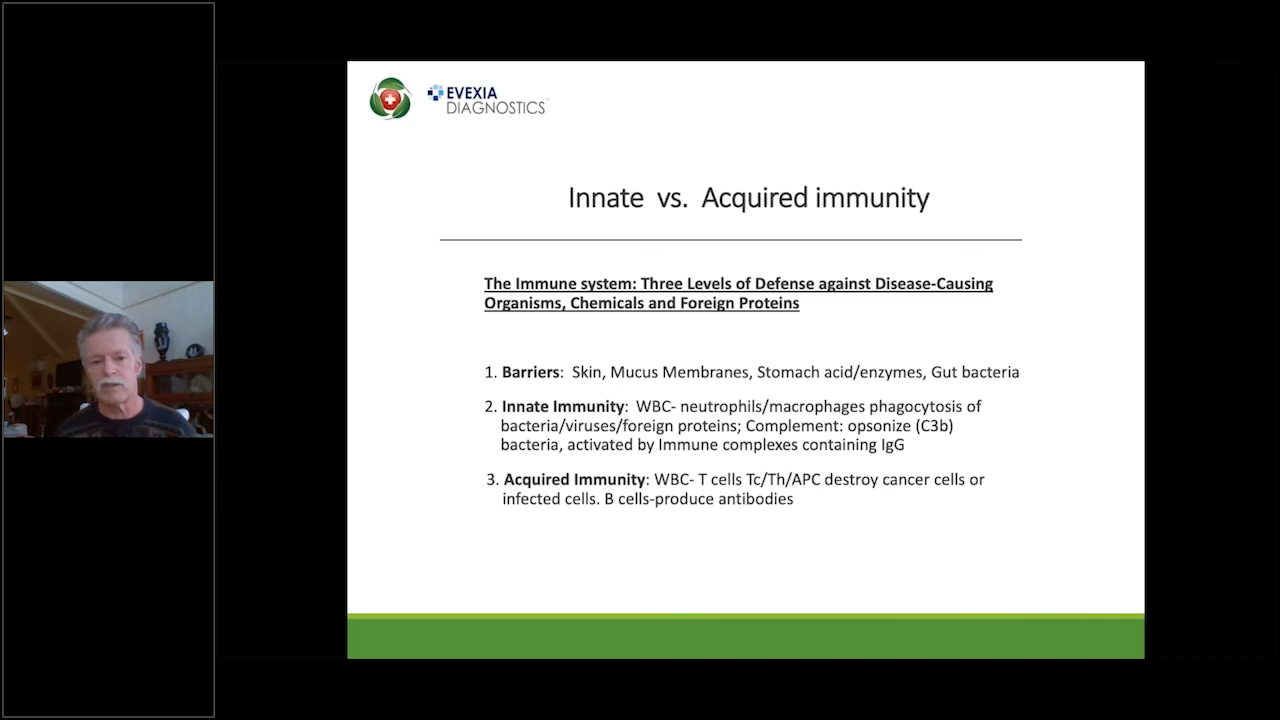 EVEXIA
DIAGNOSTICS
Innate vs. Acquired immunity
The Immune system: Three Levels of Defense against Disease-Causing
Organisms, Chemicals and Foreign Proteins
1. Barriers: Skin, Mucus Membranes, Stomach acid/enzymes, Gut bacteria
2. Innate Immunity: WBC- neutrophils/macrophages phagocytosis of
bacteria/viruses/foreign proteins; Complement: opsonize (C3b)
bacteria, activated by Immune complexes containing IgG
3. Acquired Immunity: WBC- T cells Tc/Th/APC destroy cancer cells or
infected cells. B cells-produce antibodies